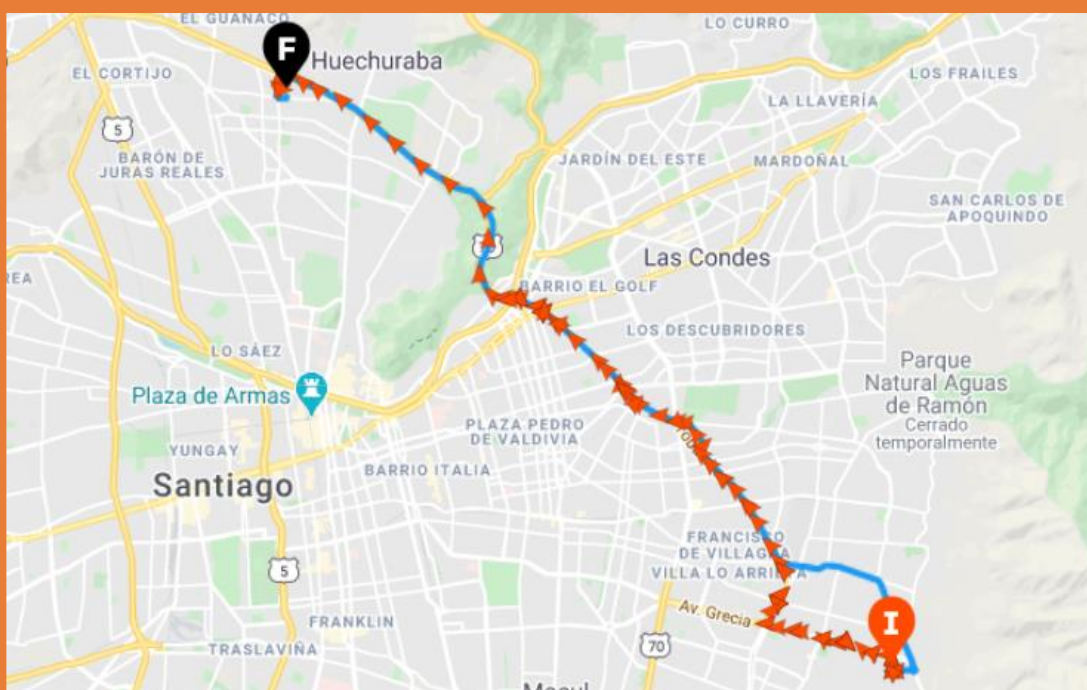 EL GUANACO
LO CURRO
F
Huechuraba
EL CORTIJO
LOS FRAILES
LA LLAVERÍA
5
BARÓN DE
JURAS REALES
JARDÍN DEL ESTE
MARDOÑAL
SAN CARLOS DE
APOQUINDO
Las Condes
REA
BARRIO EL GOLF
LOS DESCUBRIDORES
LO SÁEZ
Parque
Natural Aguas
de Ramón
Cerrado
temporalmente
Plaza de Armas
PLAZA PEDRO
DE VALDIVIA
YUNGAY
BARRIO ITALIA
Santiago
FRANCISCO
DE VILLAGRA
VILLA LO ARRIETA
5
Av. Grecia
I
FRANKLIN
70
TRASLAVIÑA
Macul